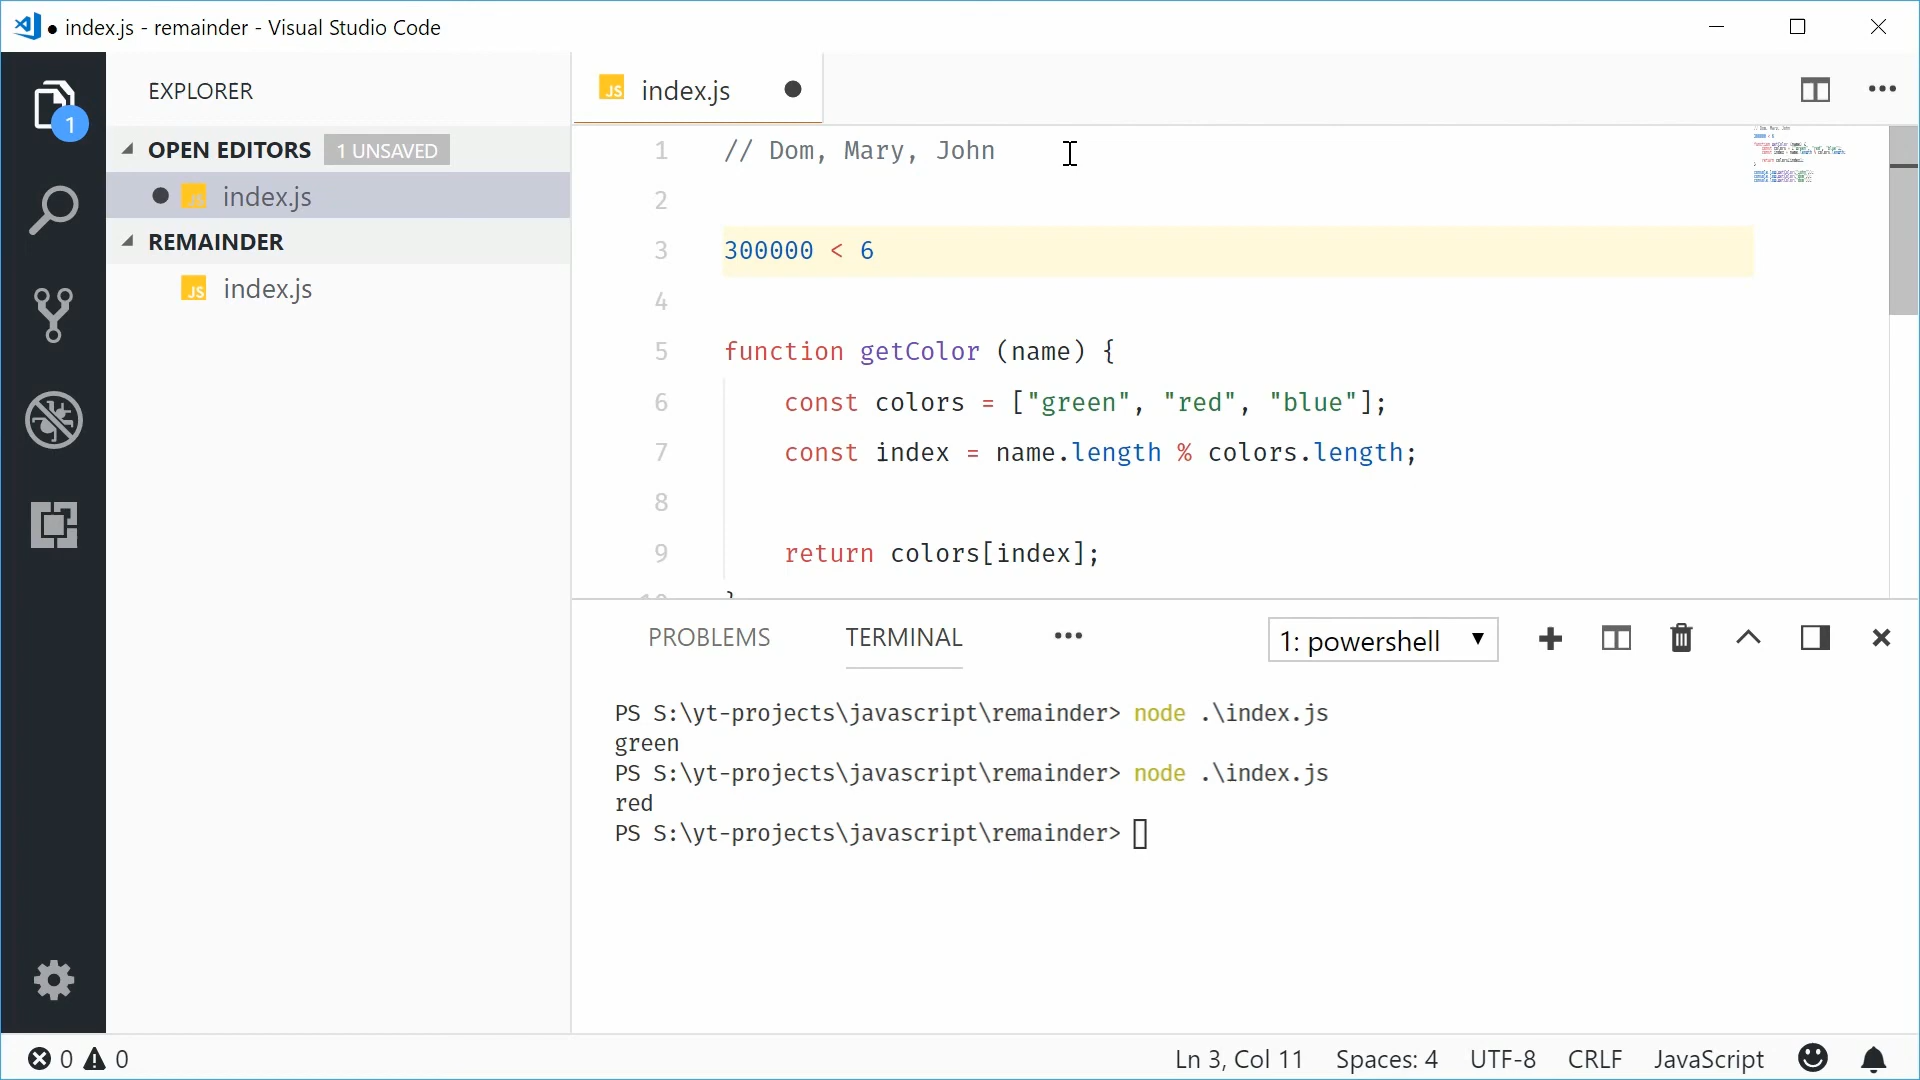 index.js - remainder - Visual Studio Code
EXPLORER
OPEN EDITORS 1 UNSAVED
JS index.js
REMAINDER
JS index.js
1
JS index.js
1 // Dom, Mary, John
2
3 300000 < 6
4
5 function getColor (name) {
6 const colors = ["green", "red", "blue"];
7 const index = name.length % colors.length;
8
9 return colors[index];
PROBLEMS TERMINAL 1: powershell
PS S:\yt-projects\javascript\remainder> node .\index.js
green
PS S:\yt-projects\javascript\remainder> node .\index.js
red
PS S:\yt-projects\javascript\remainder>
0 0 Ln 3, Col 11 Spaces: 4 UTF-8 CRLF JavaScript